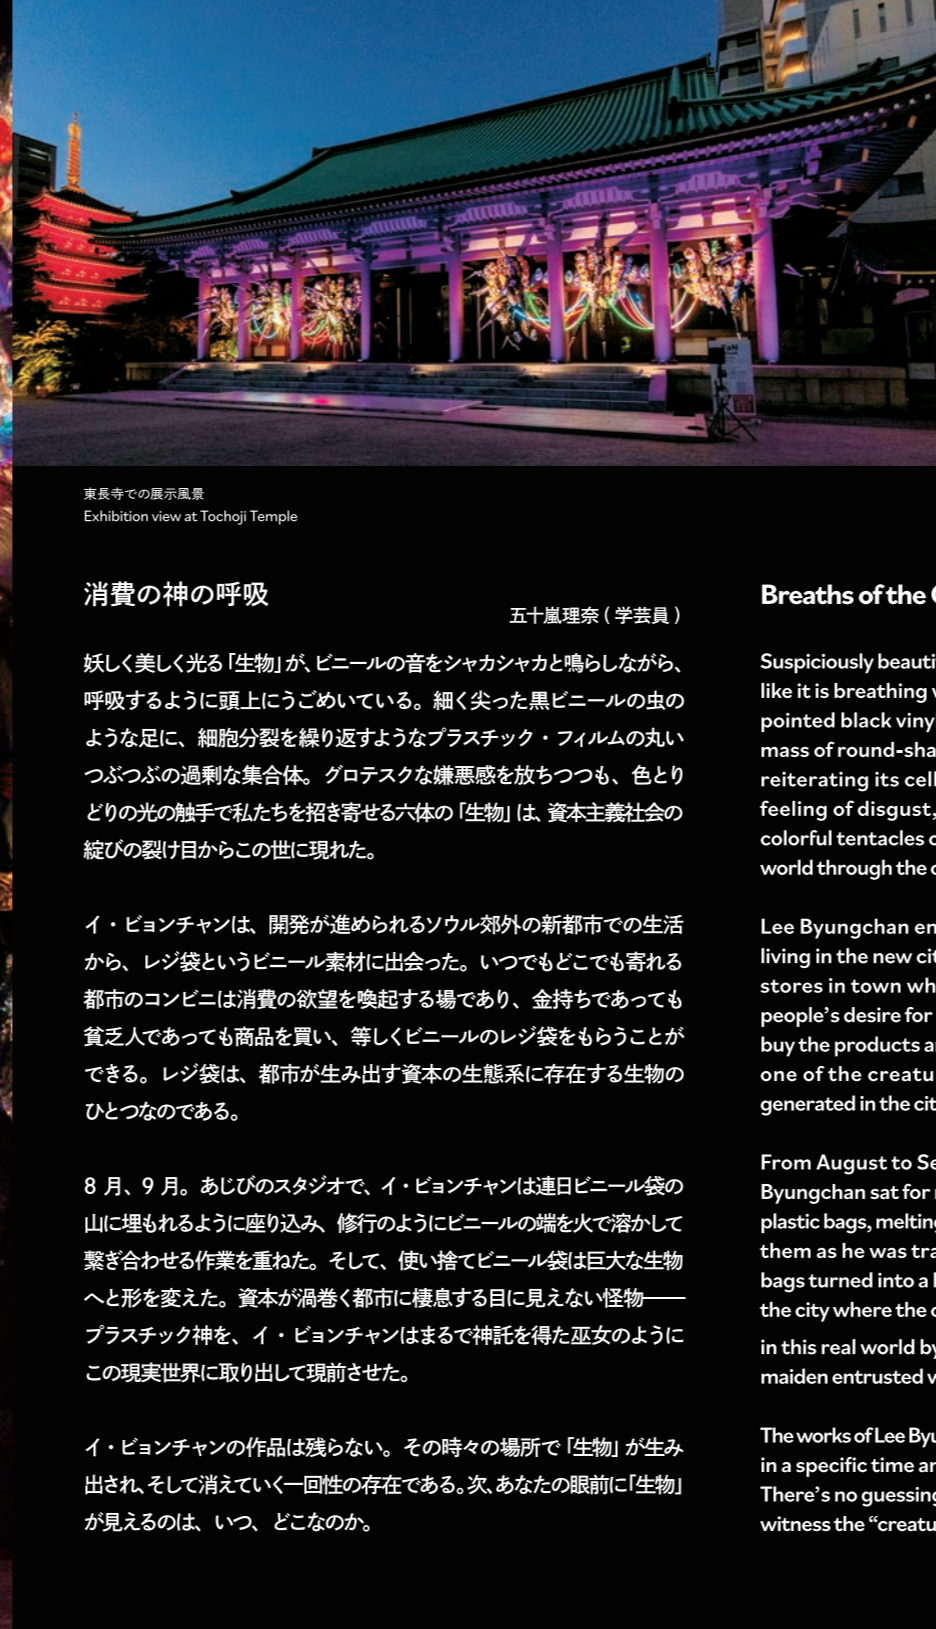 東長寺での展示風景
Exhibition view at Tochoji Temple
消費の神の呼吸
五十嵐理奈 ( 学芸員 )
妖しく美しく光る「生物」が、ビニールの音をシャカシャカと鳴らしながら、
呼吸するように頭上にうごめいている。細く尖った黒ビニールの虫の
ような足に、細胞分裂を繰り返すようなプラスチック・フィルムの丸い
つぶつぶの過剰な集合体。グロテスクな嫌悪感を放ちつつも、色とり
どりの光の触手で私たちを招き寄せる六体の「生物」は、資本主義社会の
綻びの裂け目からこの世に現れた。
イ・ビョンチャンは、開発が進められるソウル郊外の新都市での生活
から、レジ袋というビニール素材に出会った。いつでもどこでも寄れる
都市のコンビニは消費の欲望を喚起する場であり、金持ちであっても
貧乏人であっても商品を買い、等しくビニールのレジ袋をもらうことが
できる。レジ袋は、都市が生み出す資本の生態系に存在する生物の
ひとつなのである。
8 月、9 月。あじびのスタジオで、イ・ビョンチャンは連日ビニール袋の
山に埋もれるように座り込み、修行のようにビニールの端を火で溶かして
繋ぎ合わせる作業を重ねた。そして、使い捨てビニール袋は巨大な生物
へと形を変えた。資本が渦巻く都市に棲息する目に見えない怪物――
プラスチック神を、イ・ビョンチャンはまるで神託を得た巫女のように
この現実世界に取り出して現前させた。
イ・ビョンチャンの作品は残らない。その時々の場所で「生物」が生み
出され、そして消えていく一回性の存在である。次、あなたの眼前に「生物」
が見えるのは、いつ、どこなのか。
Breaths of the
Suspiciously beauti
like it is breathing
pointed black viny
mass of round-sha
reiterating its cell
feeling of disgust,
colorful tentacles
world through the
Lee Byungchan en
living in the new cit
stores in town wh
people's desire for
buy the products a
one of the creatu
generated in the cit
From August to Se
Byungchan sat for
plastic bags, melting
them as he was tra
bags turned into a
the city where the
in this real world by
maiden entrusted
The works of Lee Byu
in a specific time a
There's no guessing
witness the “creatu